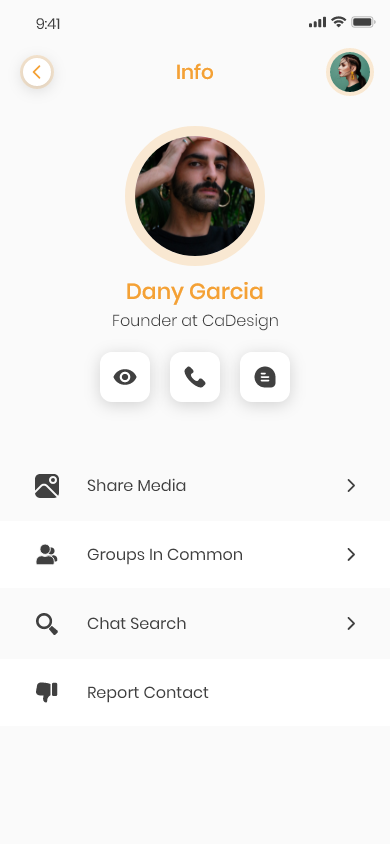 9:41
Info
Dany Garcia
Founder at CaDesign
Share Media
Groups In Common
Chat Search
Report Contact